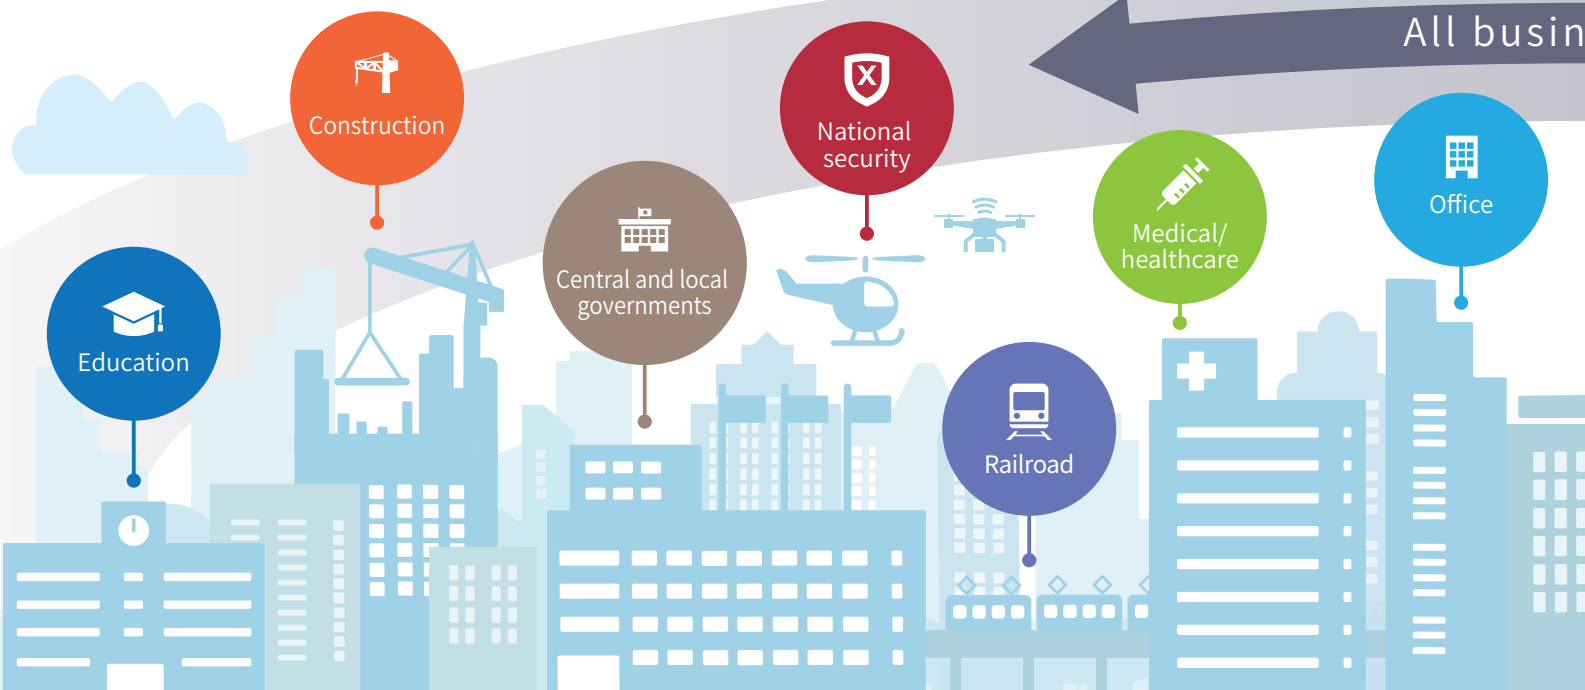 All busin
Construction
National
security
Office
Medical/
healthcare
Central and local
governments
Education
Railroad